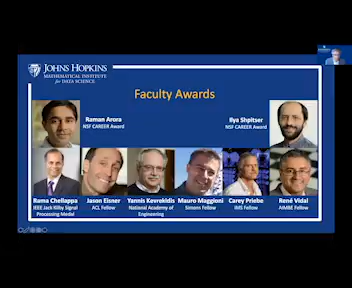 JOHNS HOPKINS
MATHEMATICAL INSTITUTE
for DATA SCIENCE
Faculty Awards
Raman Arora
NSF CAREER Award
Ilya Shpitser
NSF CAREER Award
Rama Chellappa
IEEE Jack Kilby Signal
Processing Medal
Jason Eisner
ACL Fellow
Yannis Kevrekidis
National Academy of
Engineering
Mauro Maggioni
Simons Fellow
Carey Priebe
IMS Fellow
René Vidal
AIMBE Fellow